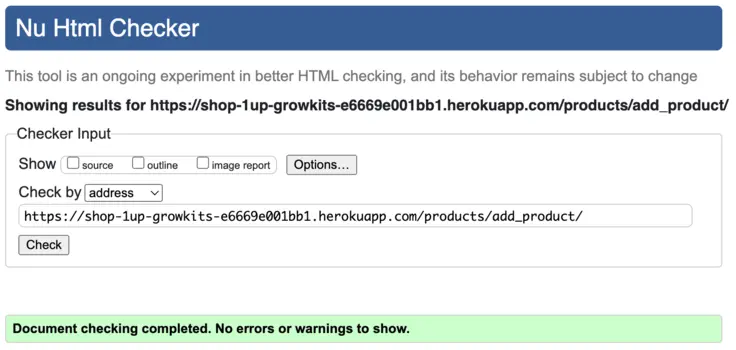 Nu Html Checker
This tool is an ongoing experiment in better HTML checking, and its behavior remains subject to change
Showing results for https://shop-1up-growkits-e6669e001bb1.herokuapp.com/products/add_product/
Checker Input
Show source outline image report Options...
Check by address
https://shop-1up-growkits-e6669e001bb1.herokuapp.com/products/add_product/
Check
Document checking completed. No errors or warnings to show.